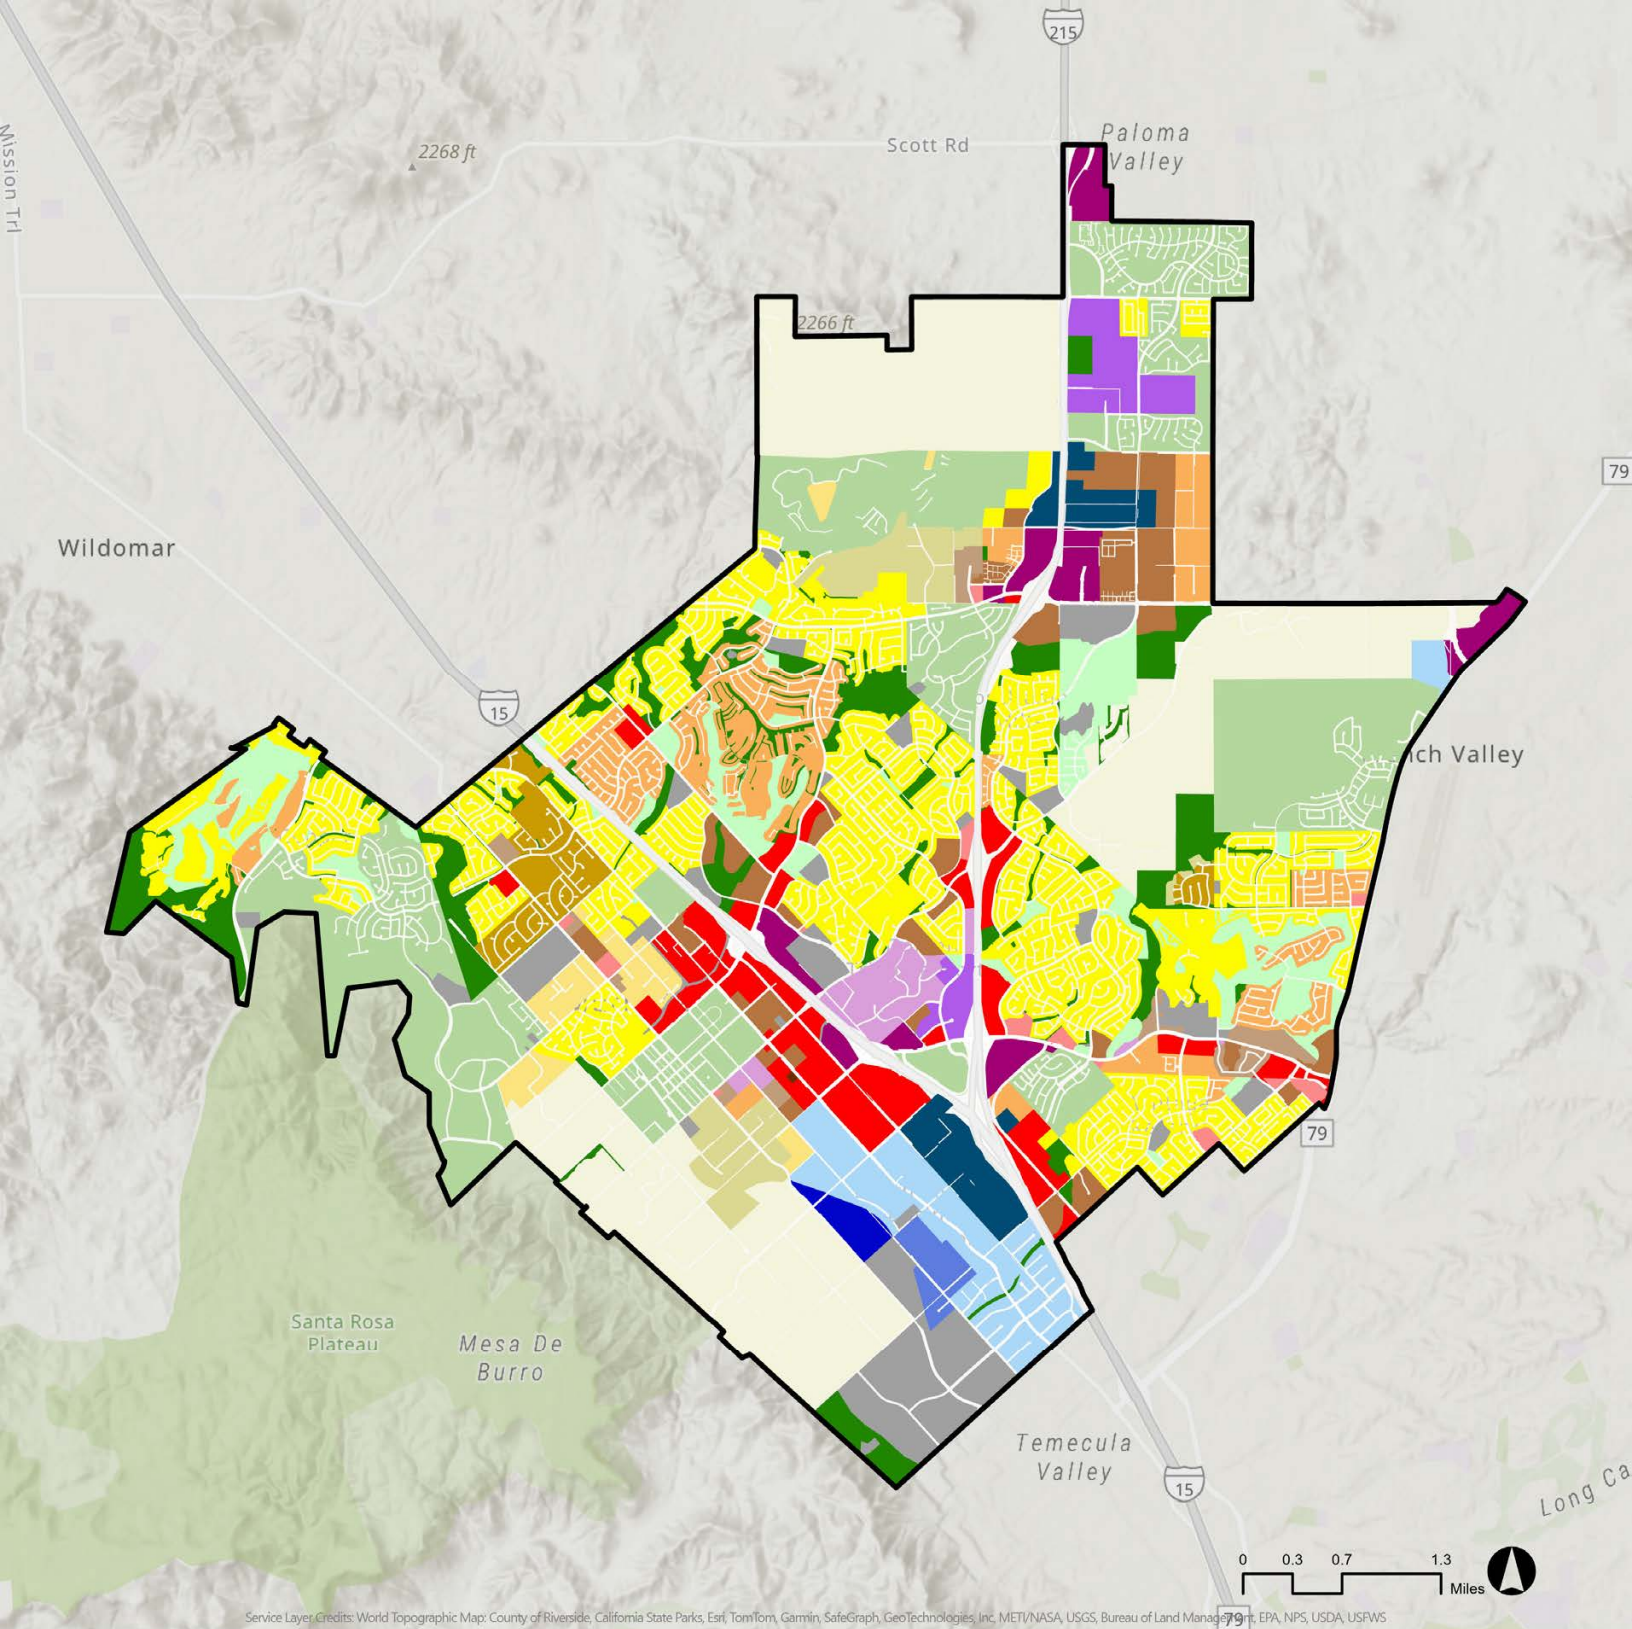 215
Paloma
Valley
Scott Rd
2268 ft
Mission Trl
2266 ft
79
Wildomar
15
nch Valley
79
Santa Rosa
Plateau
Mesa De
Burro
Temecula
Valley
15
Long Ca
0 0.3 0.7 1.3
Miles
79
Service Layer Credits: World Topographic Map: County of Riverside, California State Parks, Esri, TomTom, Garmin, SafeGraph, GeoTechnologies, Inc, METI/NASA, USGS, Bureau of Land Management, EPA, NPS, USDA, USFWS